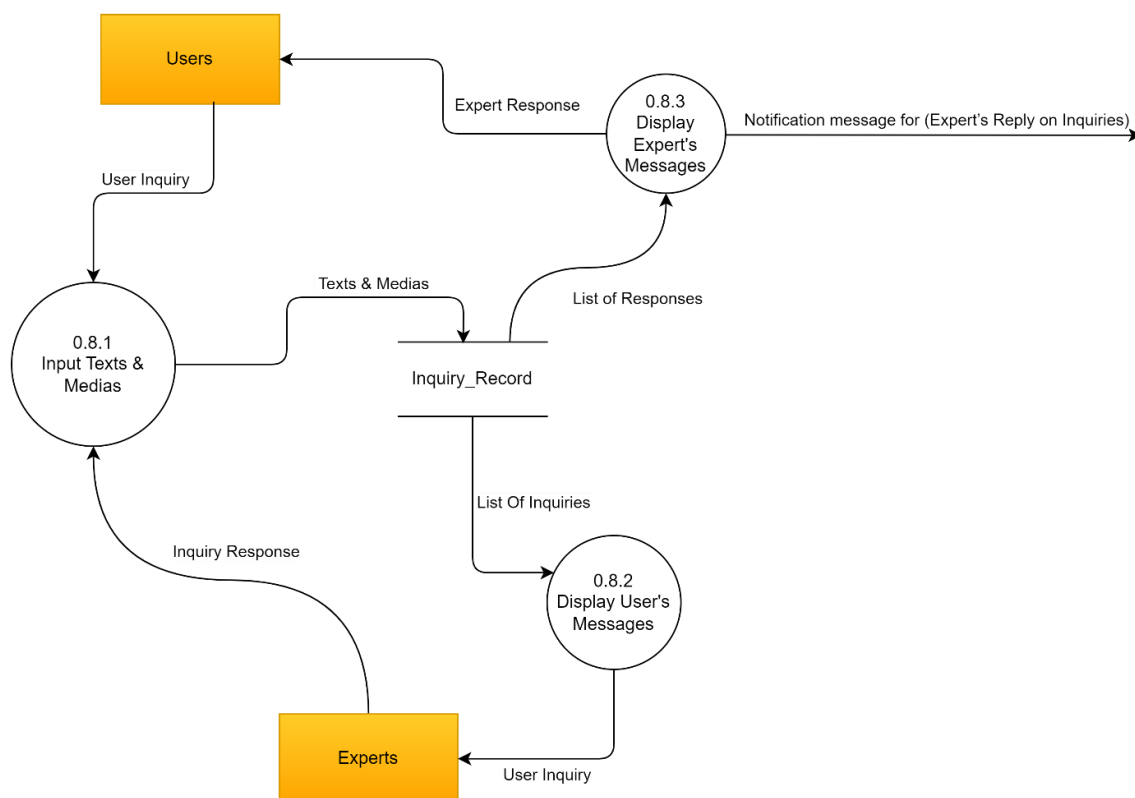 Users
Expert Response
0.8.3
Display
Expert's
Messages
Notification message for (Expert's Reply on Inquiries)
User Inquiry
Texts & Medias
List of Responses
0.8.1
Input Texts &
Medias
Inquiry_Record
List Of Inquiries
Inquiry Response
0.8.2
Display User's
Messages
Experts
User Inquiry